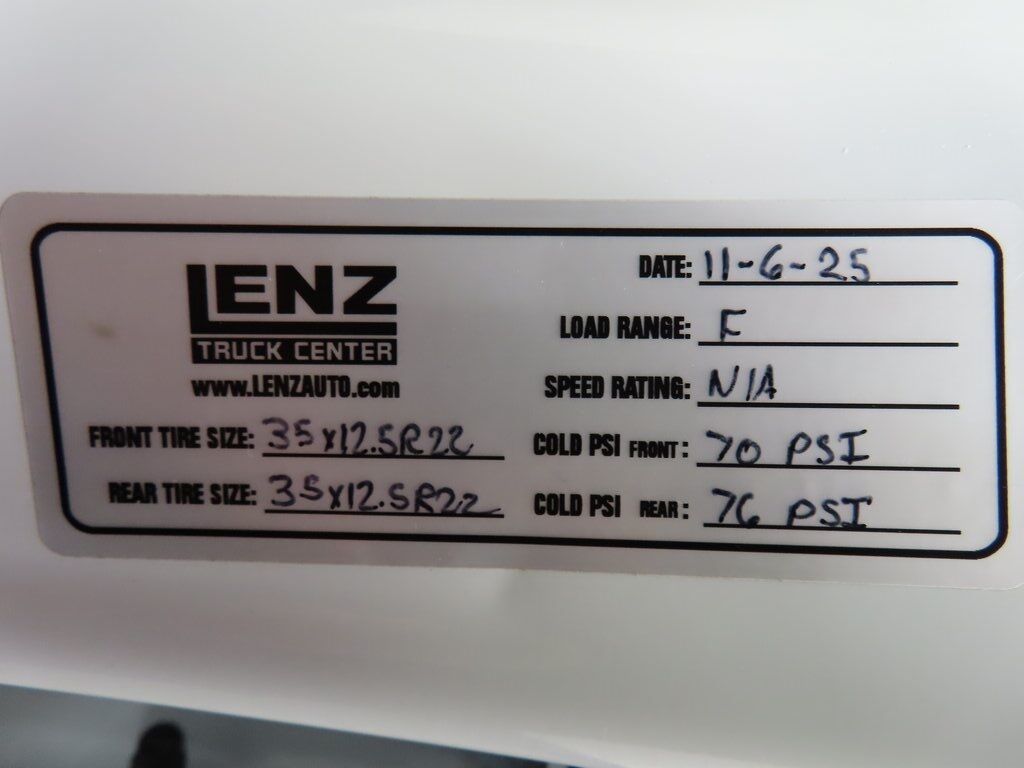 LENZ
TRUCK CENTER
www.LENZAUTO.com
DATE: 11-6-25
LOAD RANGE: F
SPEED RATING: N/A
FRONT TIRE SIZE: 35x12.5R22
COLD PSI FRONT: 70 PSI
REAR TIRE SIZE: 35x12.5R22
COLD PSI REAR: 76 PSI